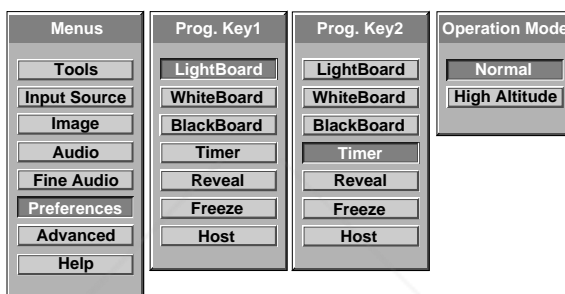 Menus
Tools
Input Source
Image
Audio
Fine Audio
Preferences
Advanced
Help
Prog. Key1
LightBoard
WhiteBoard
BlackBoard
Timer
Reveal
Freeze
Host
Prog. Key2
LightBoard
WhiteBoard
BlackBoard
Timer
Reveal
Freeze
Host
Operation Mode
Normal
High Altitude